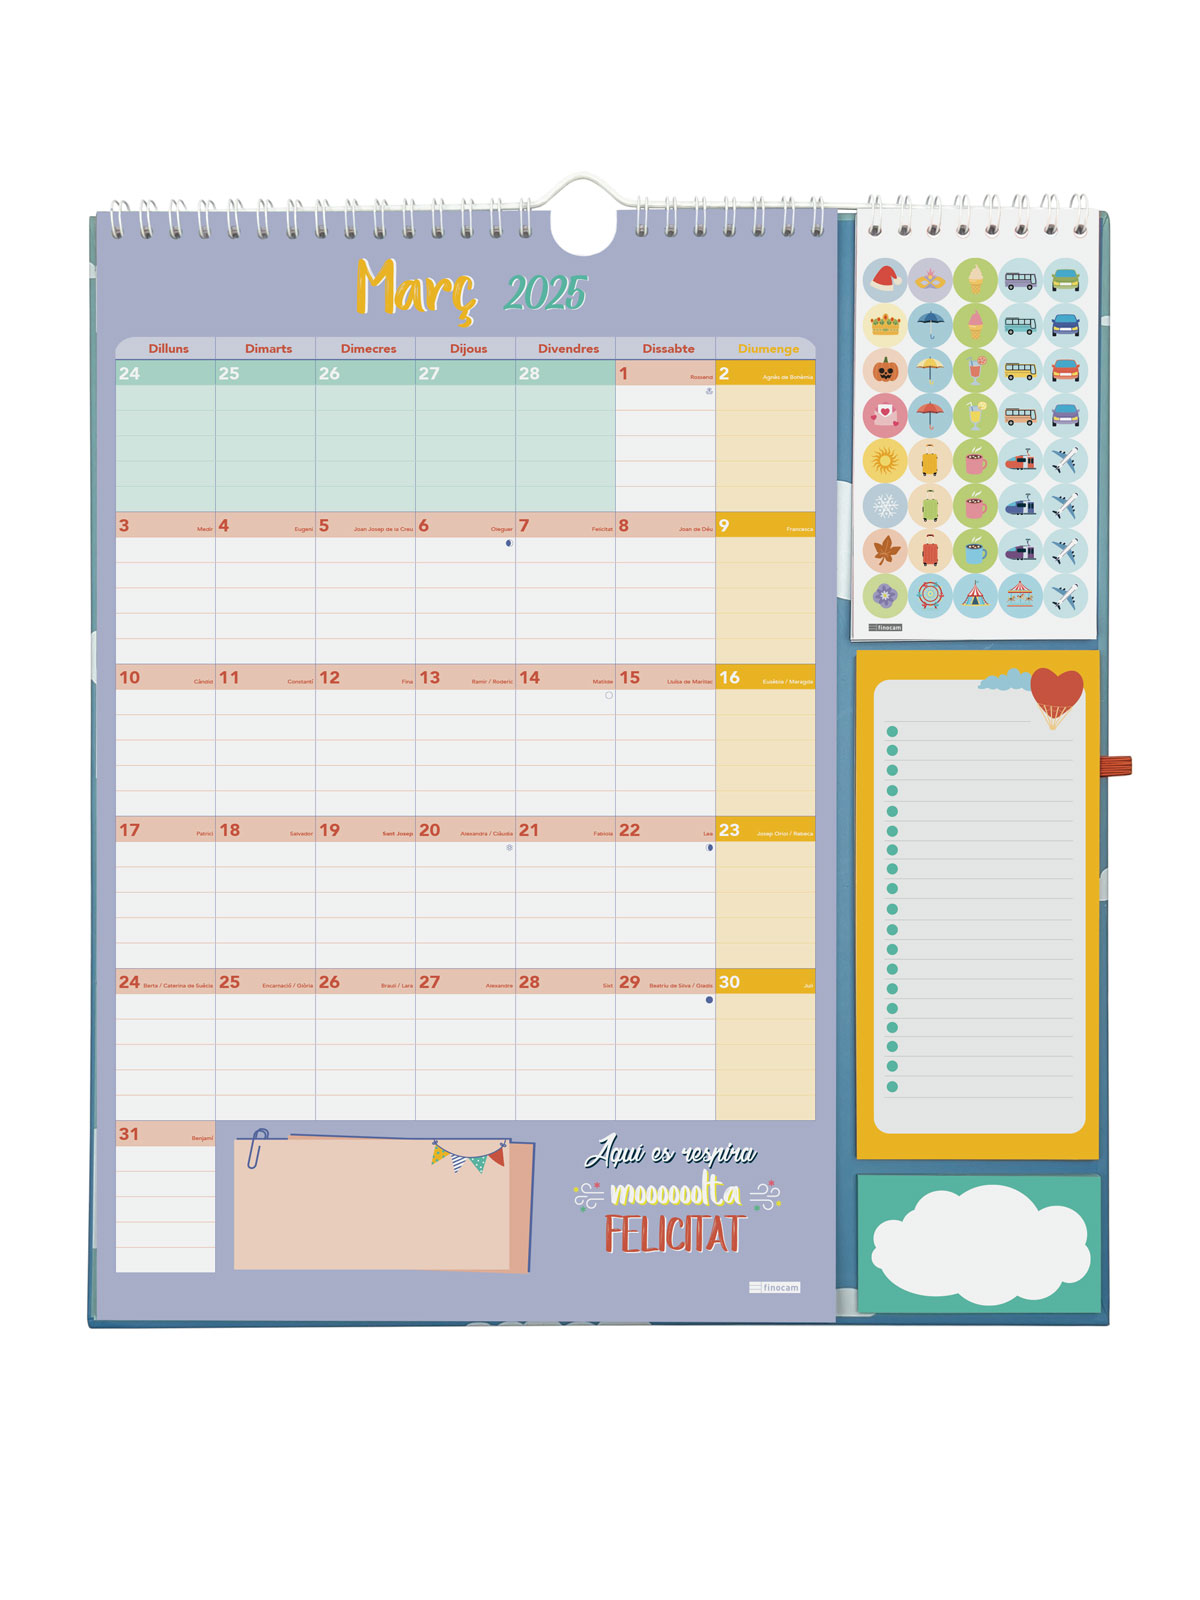 Març 2025
Dilluns Dimarts Dimecres Dijous Divendres Dissabte Diumenge
24 25 26 27 28 1 Rossend 2 Agnès de Bohèmia
3 Medir 4 Eugeni 5 Joan Josep de la Creu 6 Oleguer 7 Felicitat 8 Joan de Déu 9 Francesca
10 Càndid 11 Constantí 12 Fina 13 Ramir / Roderic 14 Matilde 15 Lluïsa de Marillac 16 Eusèbia /
17 Patrici 18 Salvador 19 Sant Josep 20 Alexandra / Clàudia 21 Fabiola 22 Lea 23 Josep Oriol / Rebeca
24 Berta / Caterina de Suècia 25 Encarnació / Glòria 26 Brauli / Lara 27 Alexandre 28 Sixt 29 Beatriu de Silva / Gladis 30
31 Benjamí
Aquí es respira
moooooolta
FELICITAT
finocam
finocam